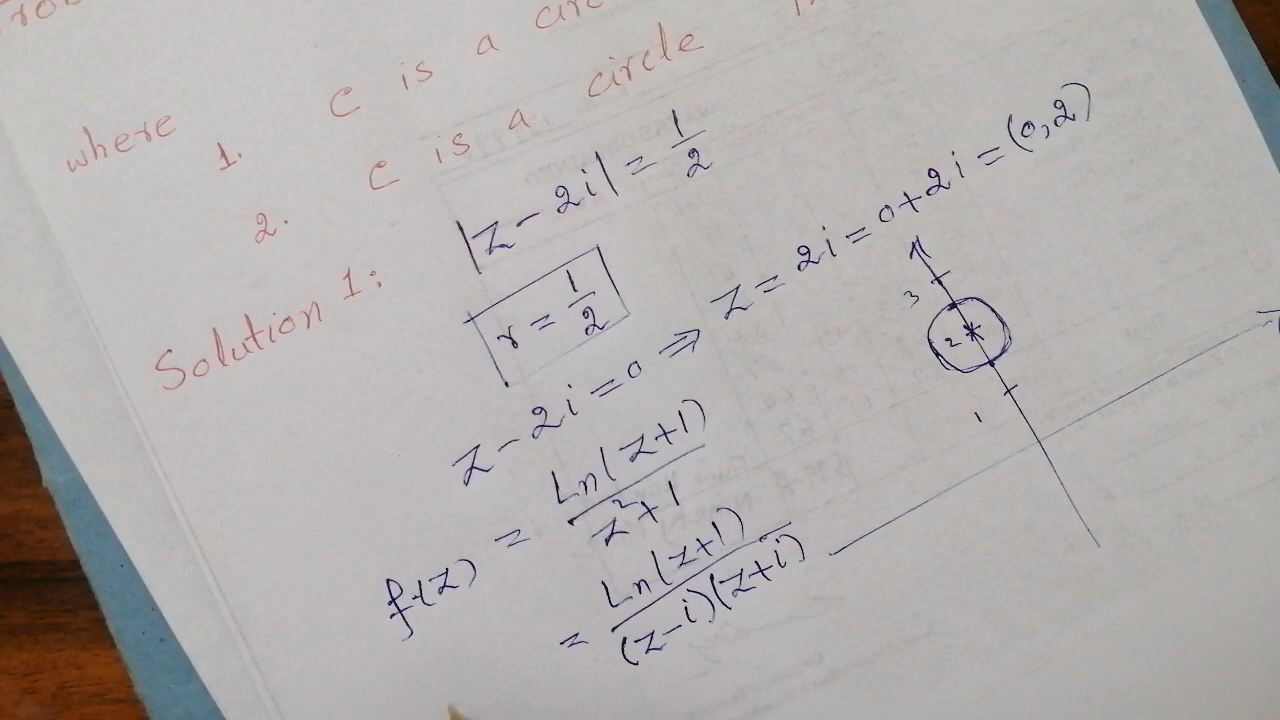 where 1. C is a
2. C is a circle
Solution 1: |z - 2i| = 1/2
r = 1/2
z - 2i = 0 ⇒ z = 2i = 0 + 2i = (0,2)
f(z) = Ln(z+1)/z²+1
= Ln(z+1)/(z-i)(z+i)
3
2
1